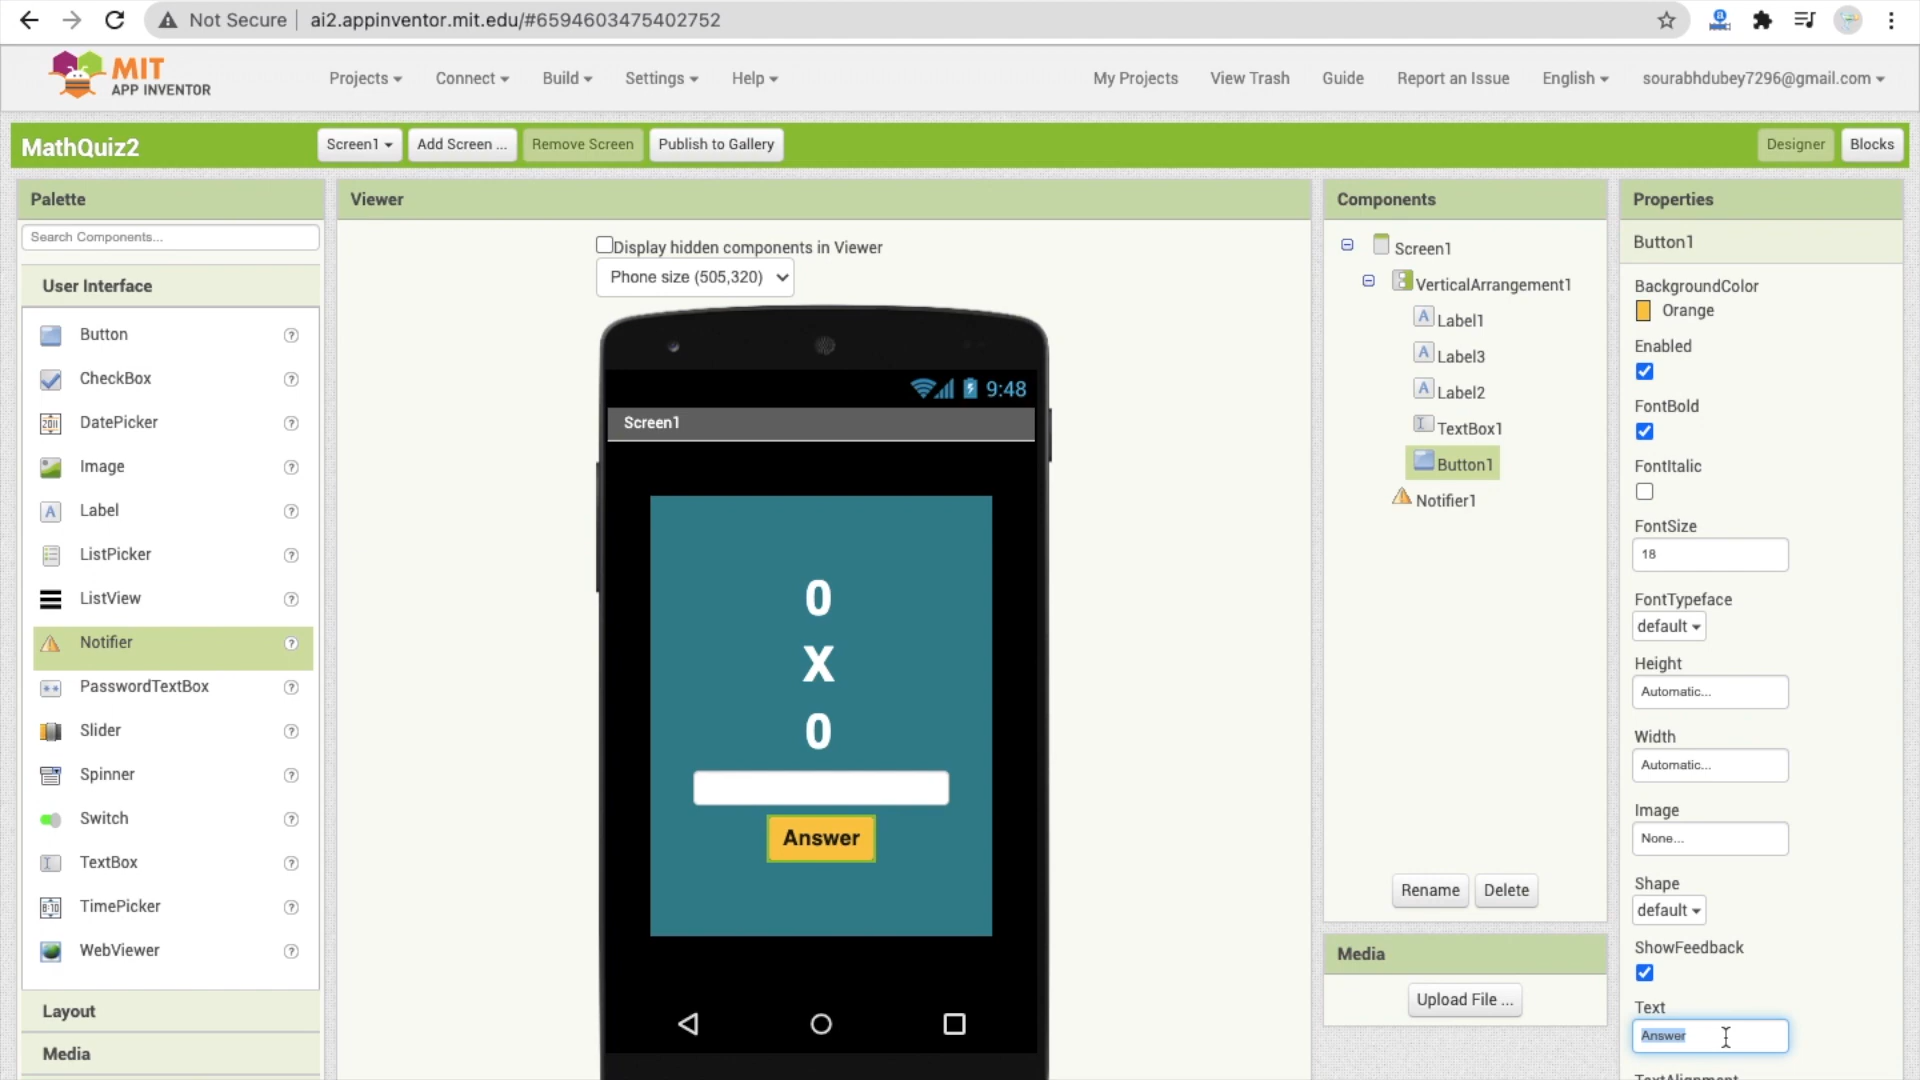 Not Secure
ai2.appinventor.mit.edu/#6594603475402752
MIT
APP INVENTOR
Projects
Connect
Build
Settings
Help
My Projects
View Trash
Guide
Report an Issue
English
sourabhdubey7296@gmail.com
MathQuiz2
Screen1
Add Screen ...
Remove Screen
Publish to Gallery
Designer
Blocks
Palette
Search Components...
User Interface
Button
CheckBox
DatePicker
Image
Label
ListPicker
ListView
Notifier
PasswordTextBox
Slider
Spinner
Switch
TextBox
TimePicker
WebViewer
Layout
Media
Viewer
Display hidden components in Viewer
Phone size (505,320)
9:48
Screen1
0
X
0
Answer
Components
Screen1
VerticalArrangement1
Label1
Label3
Label2
TextBox1
Button1
Notifier1
Rename
Delete
Media
Upload File ...
Properties
Button1
BackgroundColor
Orange
Enabled
FontBold
FontItalic
FontSize
18
FontTypeface
default
Height
Automatic...
Width
Automatic...
Image
None...
Shape
default
ShowFeedback
Text
Answer
TextAlignment